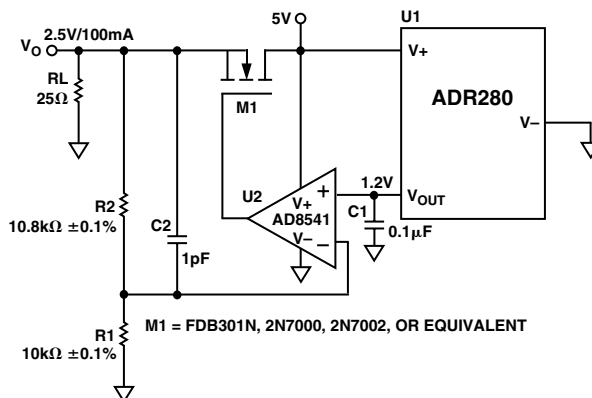 2.5V/100mA
5V
U1
VO
V+
RL
25Ω
M1
ADR280
V–
U2
1.2V
VOUT
V+
+
AD8541
C1
0.1µF
R2
10.8kΩ ±0.1%
C2
1pF
V–
–
M1 = FDB301N, 2N7000, 2N7002, OR EQUIVALENT
R1
10kΩ ±0.1%